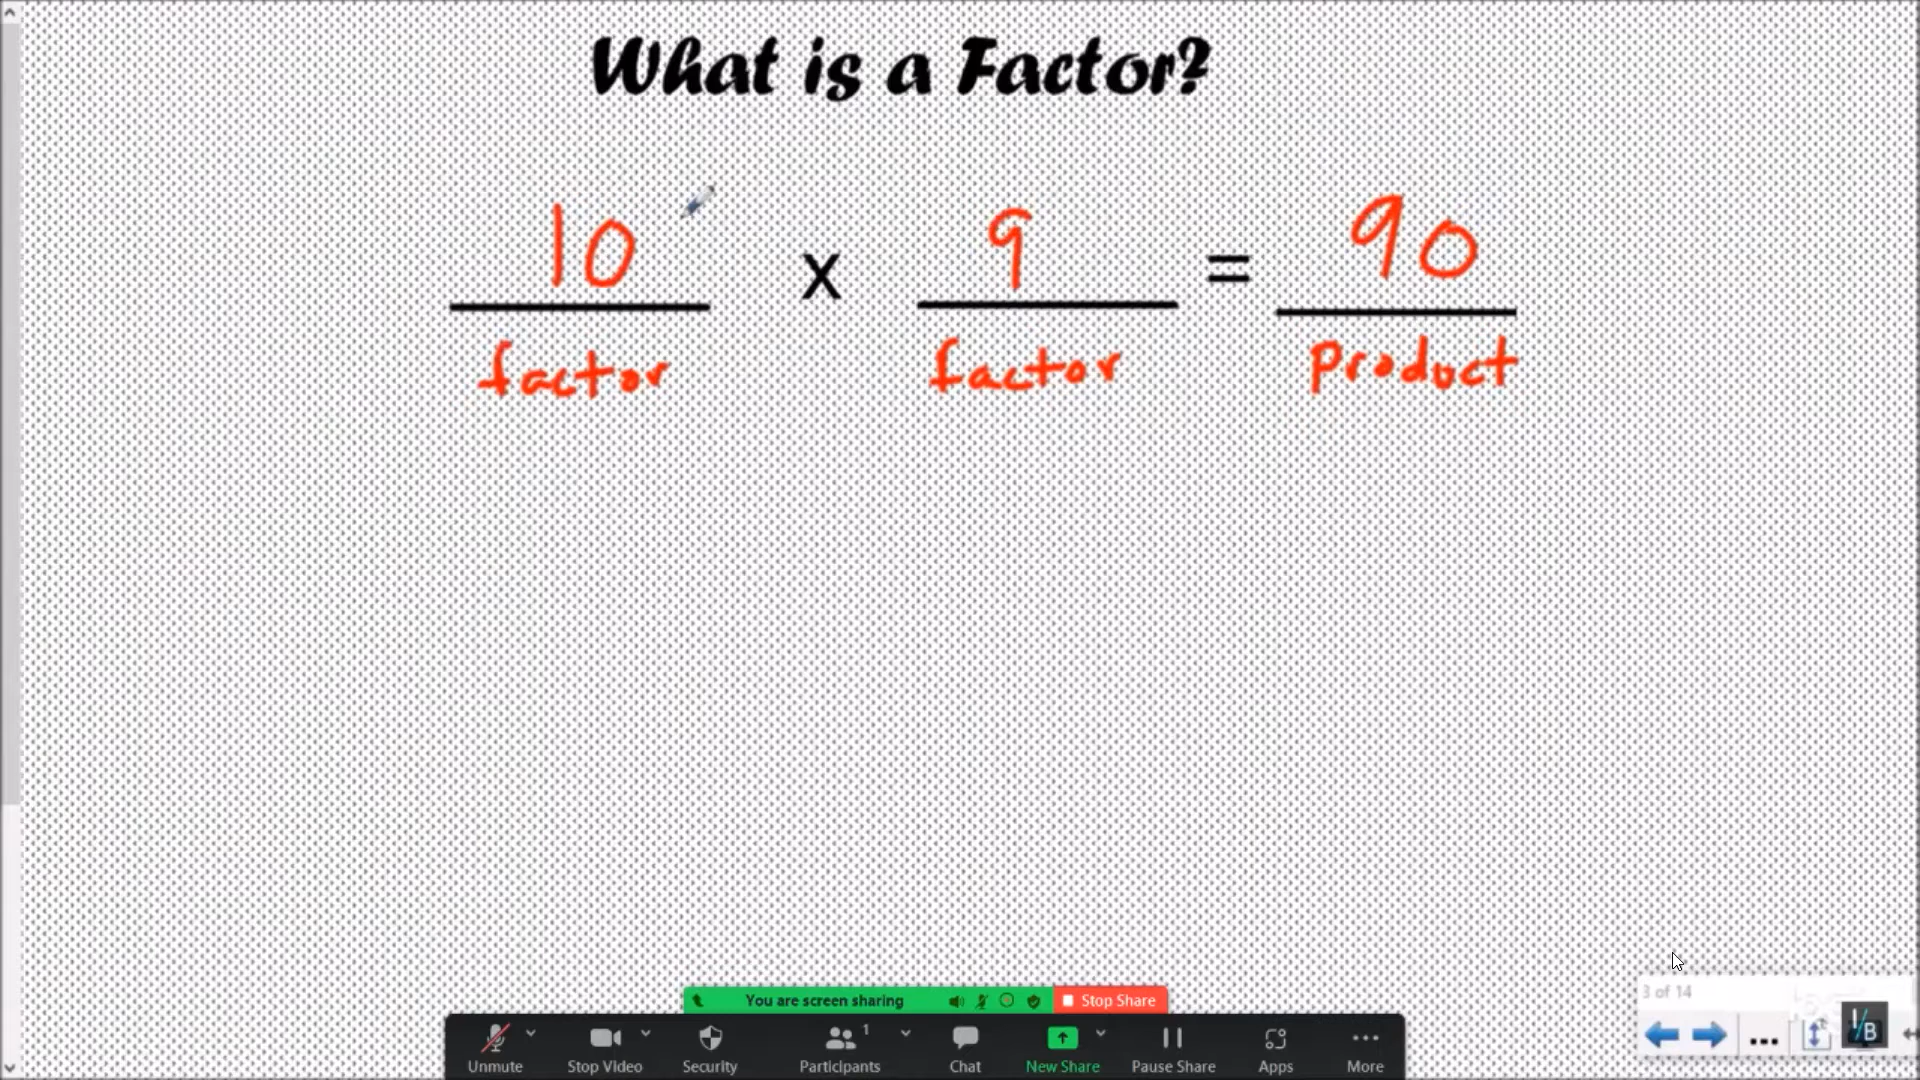 What is a Factor?
10 x 9 = 90
factor factor product
3 of 14
You are screen sharing Stop Share
1
Unmute Stop Video Security Participants Chat New Share Pause Share Apps More